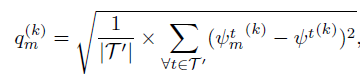 $q_m^{(k)} = \sqrt{\frac{1}{|\mathcal{T}'|} \times \sum_{\forall t \in \mathcal{T}'} (\psi_m^{t\,(k)} - \psi^{t\,(k)})^2},$